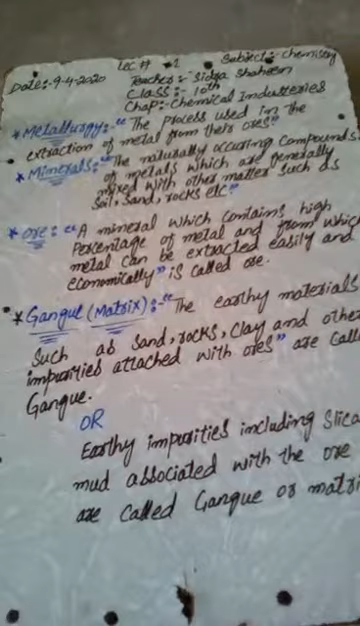 Lec # 1 Subject:- Chemistry
Date:- 9-4-2020 Teacher:- Sidra Shaheen
Class:- 10th
Chap:- Chemical Industeries
* Metallurgy:- "The process used in the
extraction of metal from their ores"
* Minerals:- "The naturally occuring compounds
of metals which are generally
mixed with other matter such as
Soil, Sand, rocks etc"
* Ore:- "A mineral which contains high
Percentage of metal and from which
metal can be extracted easily and
economically" is called ore.
* Gangue (Matrix):- "The earthy materials
Such as Sand, rocks, clay and other
impurities attached with ores" are
Gangue.
OR
Earthy impurities including
mud associated with the ore
are called Gangue or